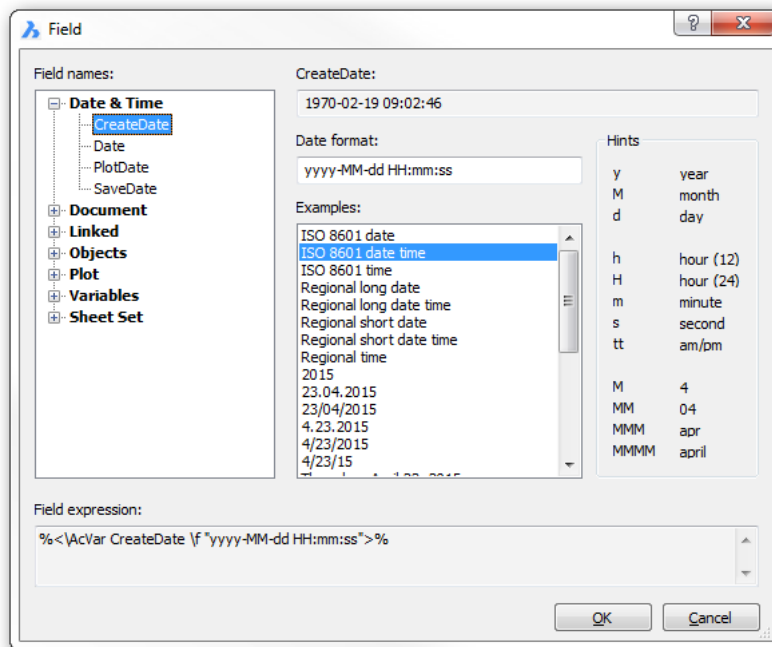 Field
Field names:
Date & Time
CreateDate
Date
PlotDate
SaveDate
Document
Linked
Objects
Plot
Variables
Sheet Set
CreateDate:
1970-02-19 09:02:46
Date format:
yyyy-MM-dd HH:mm:ss
Examples:
ISO 8601 date
ISO 8601 date time
ISO 8601 time
Regional long date
Regional long date time
Regional short date
Regional short date time
Regional time
2015
23.04.2015
23/04/2015
4.23.2015
4/23/2015
4/23/15
Hints
y year
M month
d day
h hour (12)
H hour (24)
m minute
s second
tt am/pm
M 4
MM 04
MMM apr
MMMM april
Field expression:
%<\AcVar CreateDate \f "yyyy-MM-dd HH:mm:ss">%
OK
Cancel